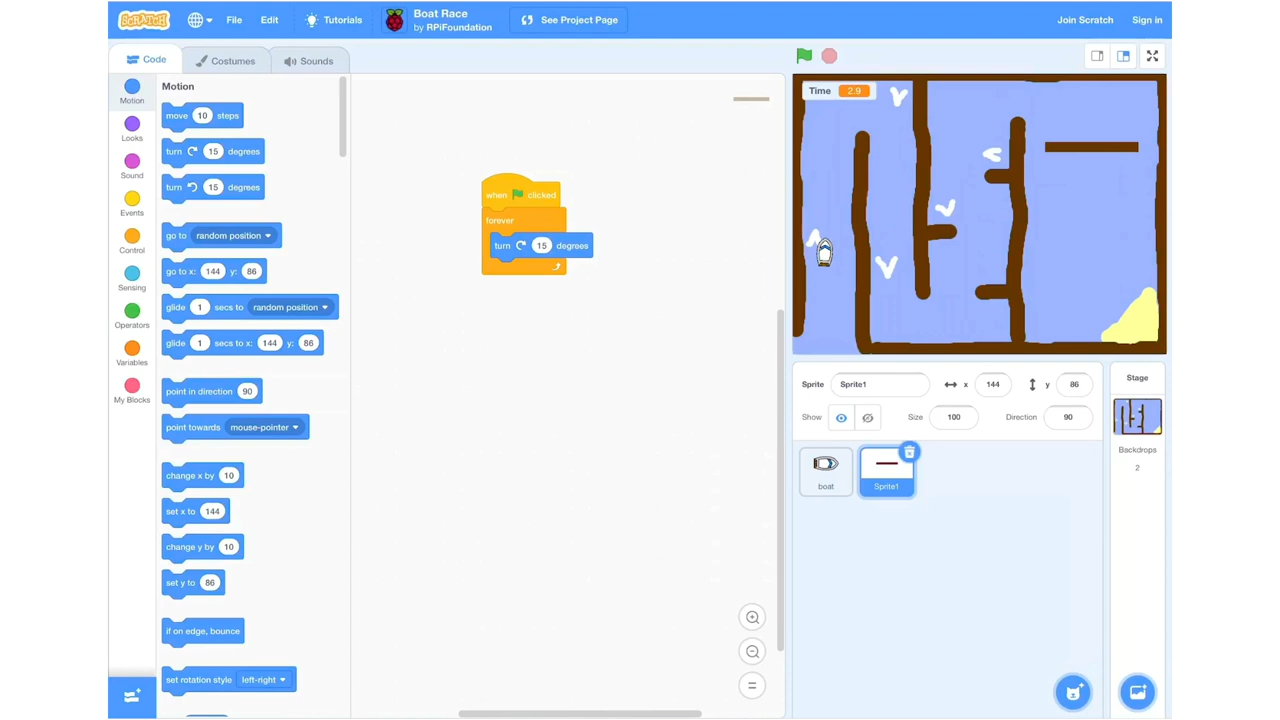 SCRATCH
File
Edit
Tutorials
Boat Race
by RPiFoundation
See Project Page
Join Scratch
Sign in
Code
Costumes
Sounds
Motion
Looks
Sound
Events
Control
Sensing
Operators
Variables
My Blocks
Motion
move 10 steps
turn 15 degrees
turn 15 degrees
go to random position
go to x: 144 y: 86
glide 1 secs to random position
glide 1 secs to x: 144 y: 86
point in direction 90
point towards mouse-pointer
change x by 10
set x to 144
change y by 10
set y to 86
if on edge, bounce
set rotation style left-right
when clicked
forever
turn 15 degrees
Time 2.9
Sprite Sprite1 x 144 y 86
Show Size 100 Direction 90
boat
Sprite1
Stage
Backdrops
2